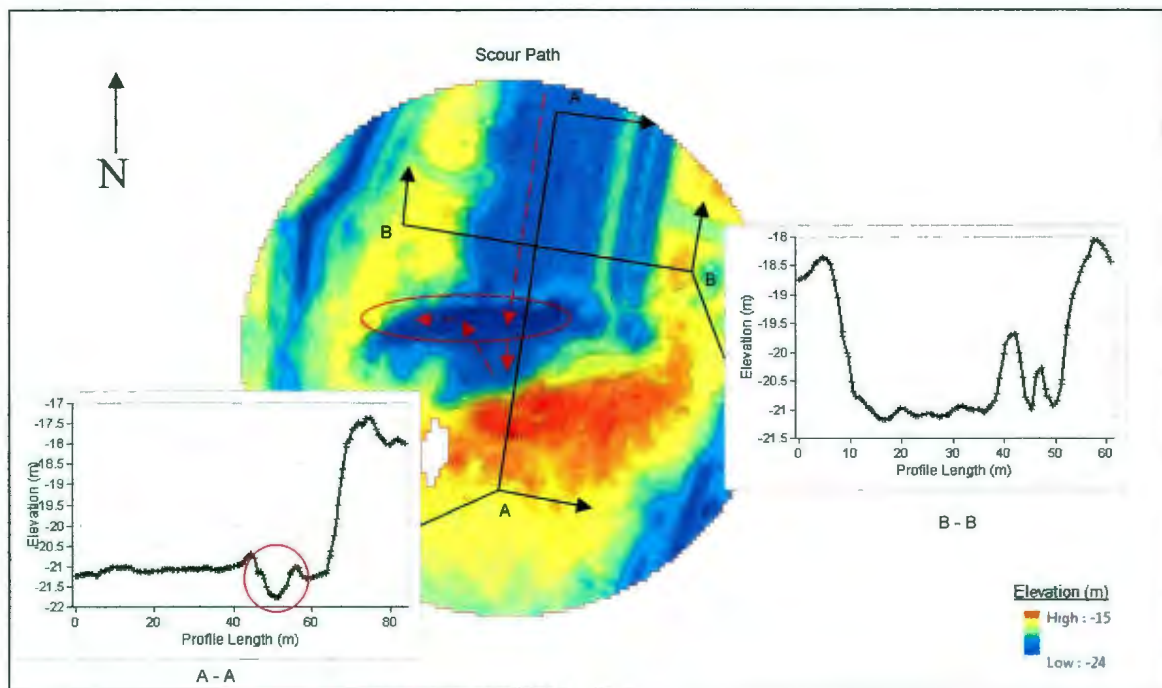 Scour Path
N
A
B
B
A
-18
-18.5
-19
-19.5
-20
-20.5
-21
-21.5
Elevation (m)
0
10
20
30
40
50
60
Profile Length (m)
B - B
-17
-17.5
-18
-18.5
-19
-19.5
-20
-20.5
-21
-21.5
-22
Elevation (m)
0
20
40
60
80
Profile Length (m)
A - A
Elevation (m)
High : -15
Low : -24